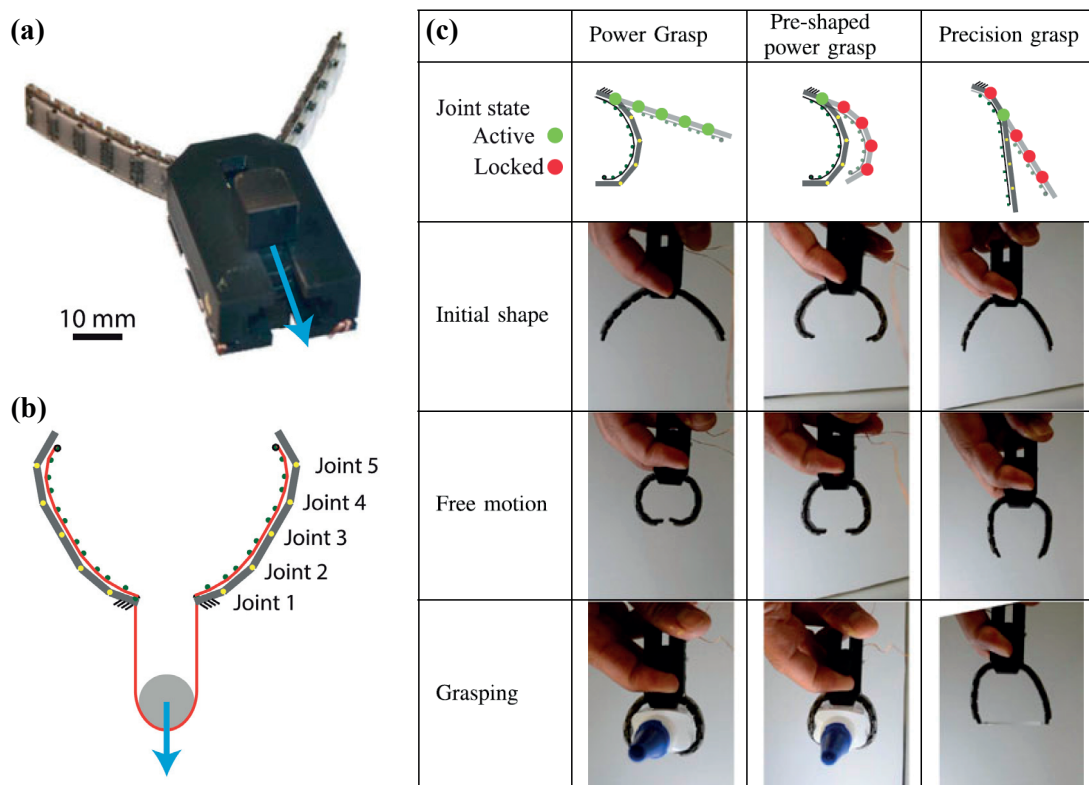 (a)
10 mm
(b)
Joint 5
Joint 4
Joint 3
Joint 2
Joint 1
(c)
Power Grasp
Pre-shaped
power grasp
Precision grasp
Joint state
Active
Locked
Initial shape
Free motion
Grasping